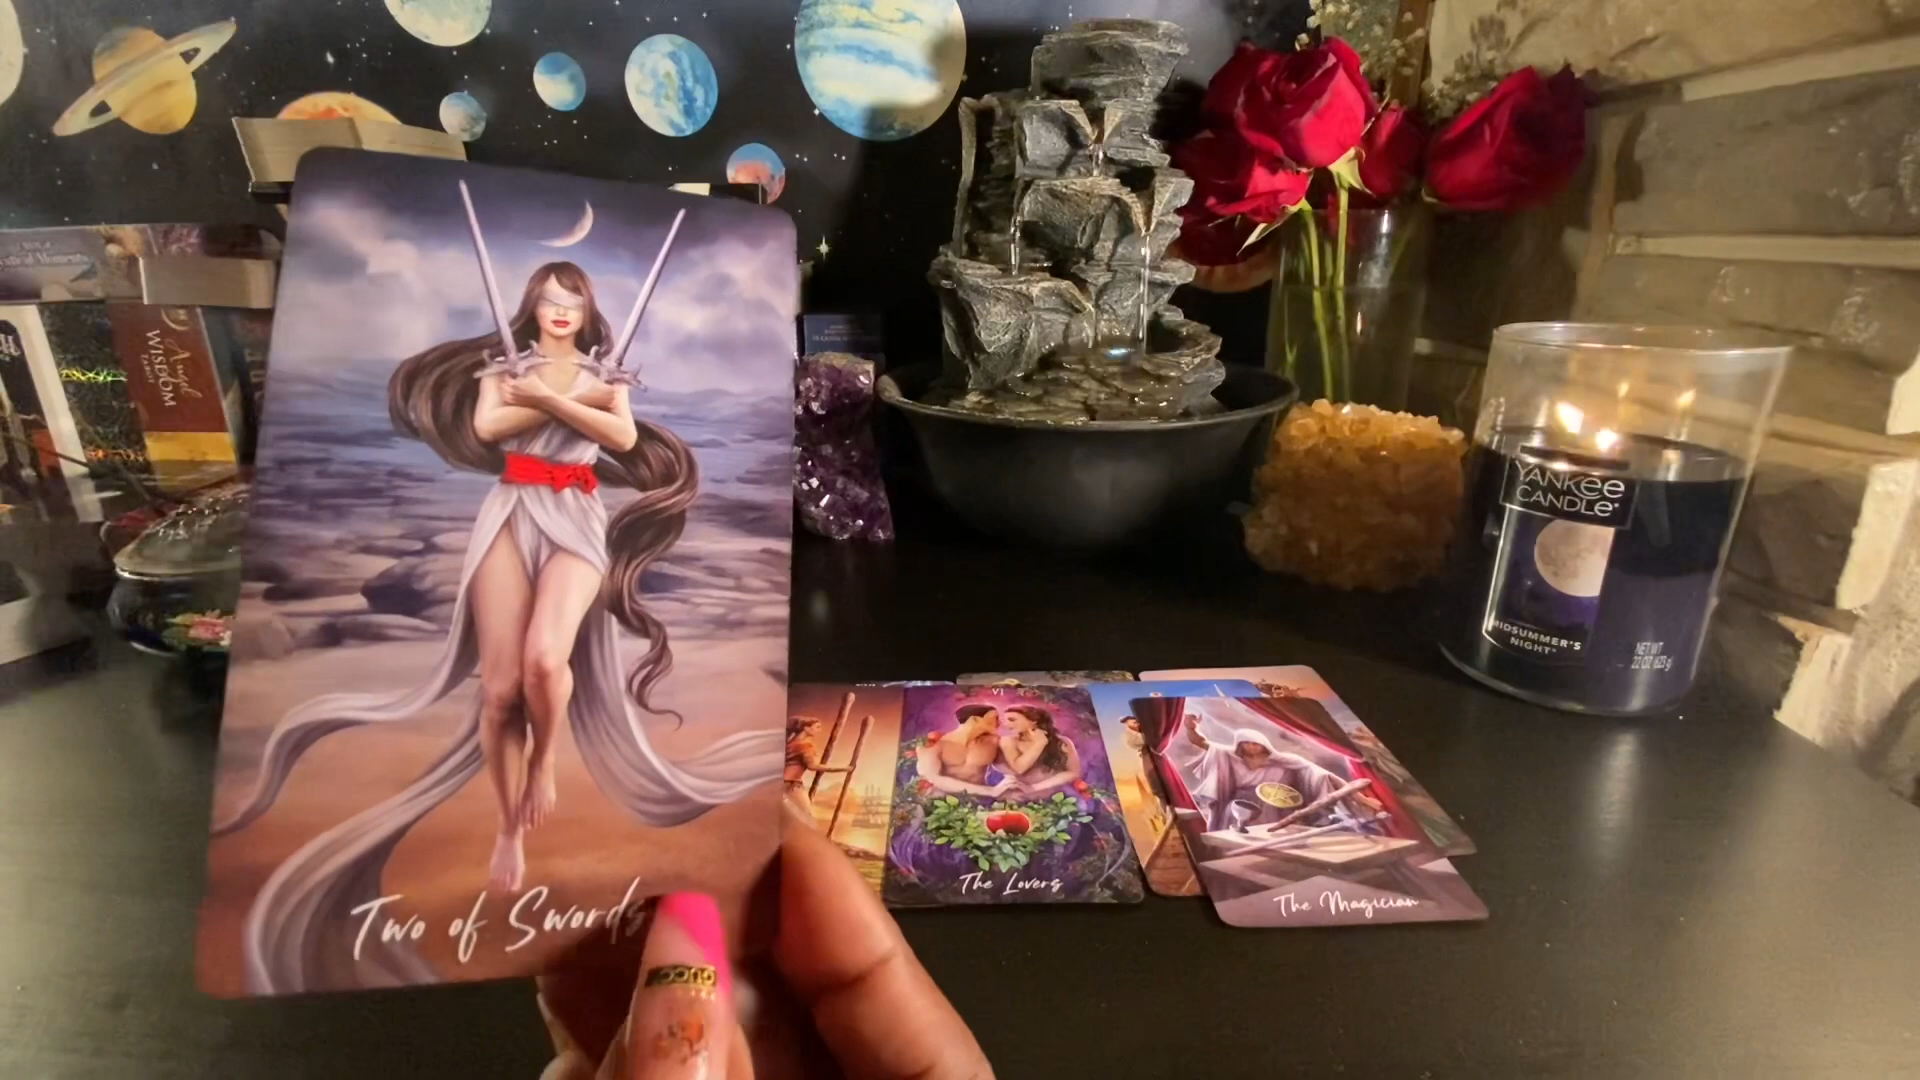 Angel
WISDOM
TAROT
Two of Swords
GUCCI
VI
The Lovers
The Magician
YANKEE
CANDLE®
MIDSUMMER'S
NIGHT®
NET WT
22 OZ (623 g)